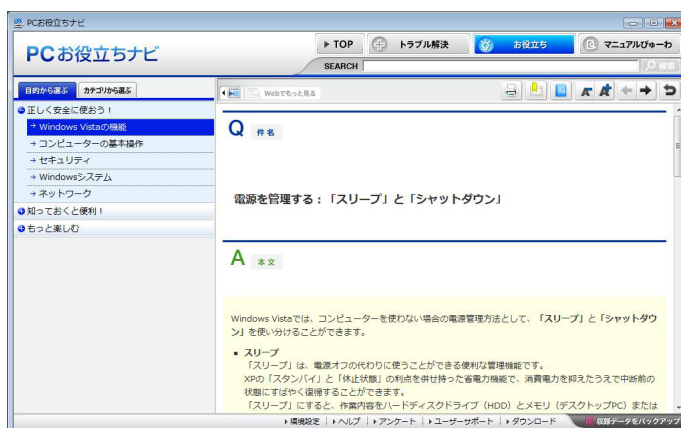 PCお役立ちナビ
PCお役立ちナビ
TOP
トラブル解決
お役立ち
マニュアルびゅーわ
SEARCH
検索
目的から選ぶ
カテゴリから選ぶ
Webでもっと見る
正しく安全に使おう！
Windows Vistaの機能
コンピューターの基本操作
セキュリティ
Windowsシステム
ネットワーク
知っておくと便利！
もっと楽しむ
Q 件名
電源を管理する：「スリープ」と「シャットダウン」
A 本文
Windows Vistaでは、コンピューターを使わない場合の電源管理方法として、「スリープ」と「シャットダウ
ン」を使い分けることができます。
スリープ
「スリープ」は、電源オフの代わりに使うことができる便利な管理機能です。
XPの「スタンバイ」と「休止状態」の利点を併せ持った省電力機能で、消費電力を抑えたうえで中断前の
状態にすばやく復帰することができます。
「スリープ」にすると、作業内容をハードディスクドライブ（HDD）とメモリ（デスクトップPC）または
環境設定
ヘルプ
アンケート
ユーザーサポート
ダウンロード
収録データをバックアップ